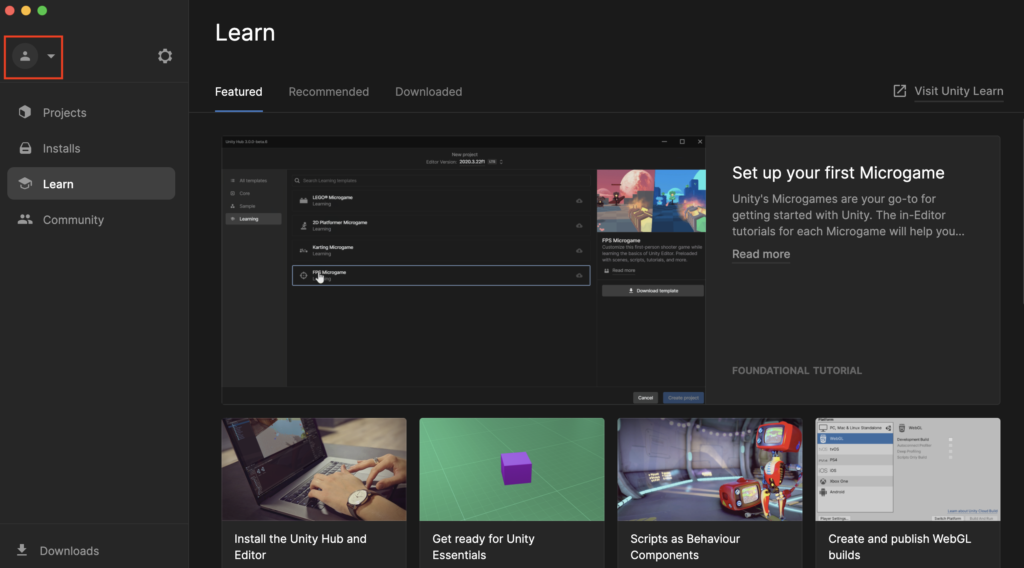 Learn
Featured
Recommended
Downloaded
Visit Unity Learn
Projects
Installs
Learn
Community
Downloads
Unity Hub 3.0.0-beta.6
New project
Editor Version: 2020.3.22f1 LTS
All templates
Core
Sample
Learning
Search Learning templates
LEGO® Microgame
Learning
2D Platformer Microgame
Learning
Karting Microgame
Learning
FPS Microgame
FPS Microgame
Customize this first-person shooter game while
learning the basics of Unity Editor. Preloaded
with scenes, scripts, tutorials, and more.
Read more
Download template
Cancel
Create project
Set up your first Microgame
Unity's Microgames are your go-to for
getting started with Unity. The in-Editor
tutorials for each Microgame will help you...
Read more
FOUNDATIONAL TUTORIAL
Install the Unity Hub and
Editor
Get ready for Unity
Essentials
Scripts as Behaviour
Components
Platform
PC, Mac & Linux Standalone
WebGL
tvOS
PS4
iOS
Xbox One
Android
Player Settings...
WebGL
Development Build
Autoconnect Profiler
Deep Profiling
Scripts Only Build
Learn about Unity Cloud Build
Switch Platform
Create and publish WebGL
builds